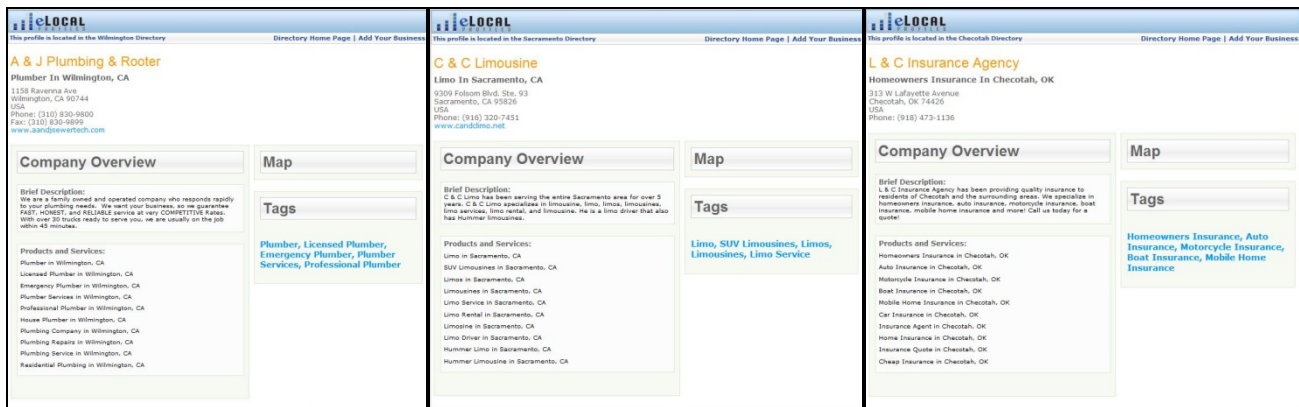 eLOCAL
PROFILES
This profile is located in the Wilmington Directory
Directory Home Page | Add Your Business
A & J Plumbing & Rooter
Plumber In Wilmington, CA
1158 Ravenna Ave
Wilmington, CA 90744
USA
Phone: (310) 830-9800
Fax: (310) 830-9899
www.aandjsewertech.com
Company Overview
Brief Description:
We are a family owned and operated company who responds rapidly
to your plumbing needs. We want your business, so we guarantee
FAST, HONEST, and RELIABLE service at very COMPETITIVE Rates.
With over 30 trucks ready to serve you, we are usually on the job
within 45 minutes.
Products and Services:
Plumber in Wilmington, CA
Licensed Plumber in Wilmington, CA
Emergency Plumber in Wilmington, CA
Plumber Services in Wilmington, CA
Professional Plumber in Wilmington, CA
House Plumber in Wilmington, CA
Plumbing Company in Wilmington, CA
Plumbing Repairs in Wilmington, CA
Plumbing Service in Wilmington, CA
Residential Plumbing in Wilmington, CA
Map
Tags
Plumber, Licensed Plumber,
Emergency Plumber, Plumber
Services, Professional Plumber
eLOCAL
PROFILES
This profile is located in the Sacramento Directory
Directory Home Page | Add Your Business
C & C Limousine
Limo In Sacramento, CA
9309 Folsom Blvd. Ste. 93
Sacramento, CA 95826
USA
Phone: (916) 320-7451
www.candclimo.net
Company Overview
Brief Description:
C & C Limo has been serving the entire Sacramento area for over 5
years. C & C Limo specializes in limousine, limo, limos, limousines,
limo services, limo rental, and limousine. He is a limo driver that also
has Hummer limousines.
Products and Services:
Limo in Sacramento, CA
SUV Limousines in Sacramento, CA
Limos in Sacramento, CA
Limousines in Sacramento, CA
Limo Service in Sacramento, CA
Limo Rental in Sacramento, CA
Limosine in Sacramento, CA
Limo Driver in Sacramento, CA
Hummer Limo in Sacramento, CA
Hummer Limousine in Sacramento, CA
Map
Tags
Limo, SUV Limousines, Limos,
Limousines, Limo Service
eLOCAL
PROFILES
This profile is located in the Checotah Directory
Directory Home Page | Add Your Business
L & C Insurance Agency
Homeowners Insurance In Checotah, OK
313 W Lafayette Avenue
Checotah, OK 74426
USA
Phone: (918) 473-1136
Company Overview
Brief Description:
L & C Insurance Agency has been providing quality insurance to
residents of Checotah and the surrounding areas. We specialize in
homeowners insurance, auto insurance, motorcycle insurance, boat
insurance, mobile home insurance and more! Call us today for a
quote!
Products and Services:
Homeowners Insurance in Checotah, OK
Auto Insurance in Checotah, OK
Motorcycle Insurance in Checotah, OK
Boat Insurance in Checotah, OK
Mobile Home Insurance in Checotah, OK
Car Insurance in Checotah, OK
Insurance Agent in Checotah, OK
Home Insurance in Checotah, OK
Insurance Quote in Checotah, OK
Cheap Insurance in Checotah, OK
Map
Tags
Homeowners Insurance, Auto
Insurance, Motorcycle Insurance,
Boat Insurance, Mobile Home
Insurance